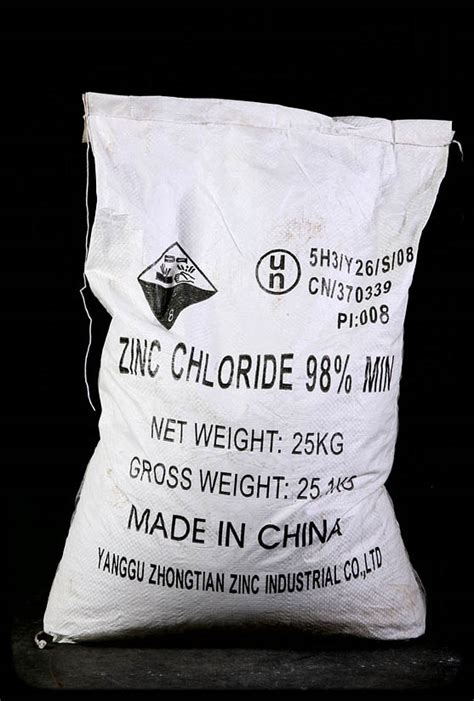 un
5H3/Y26/S/08
CN/370339
PI:008
8
ZINC CHLORIDE 98% MIN
NET WEIGHT: 25KG
GROSS WEIGHT:
MADE IN CHINA
YANGGU ZHONGTIAN ZINC INDUSTRIAL CO.,LTD